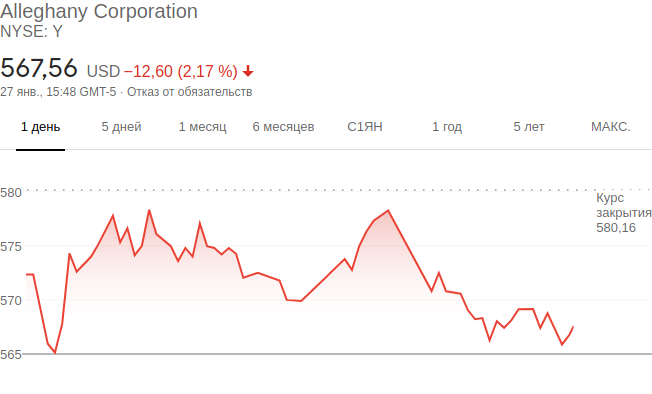 Alleghany Corporation
NYSE: Y
567,56 USD −12,60 (2,17 %)
27 янв., 15:48 GMT-5 · Отказ от обязательств
1 день 5 дней 1 месяц 6 месяцев С1ЯН 1 год 5 лет МАКС.
580
Курс
закрытия
580,16
575
570
565